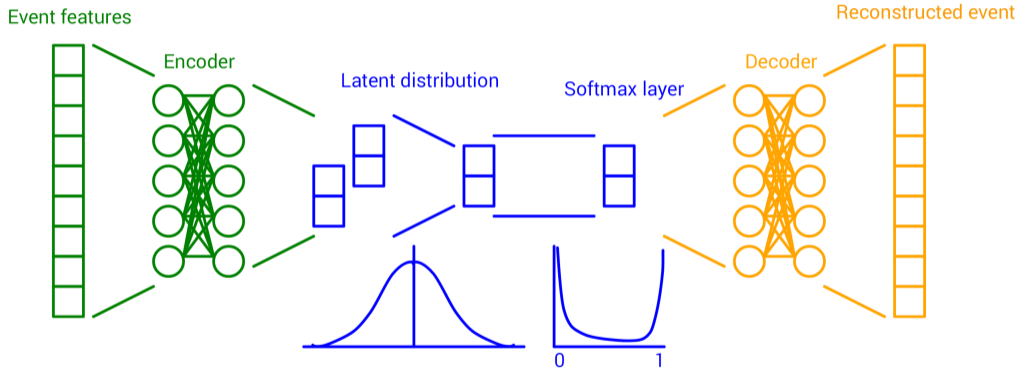 Event features
Encoder
Latent distribution
Softmax layer
Decoder
Reconstructed event
0
1